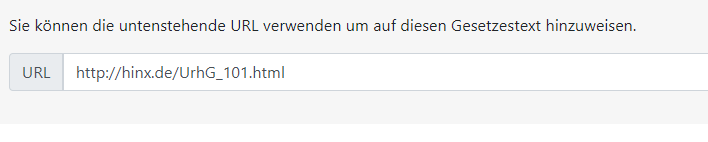 Sie können die untenstehende URL verwenden um auf diesen Gesetzestext hinzuweisen.
URL http://hinx.de/UrhG_101.html